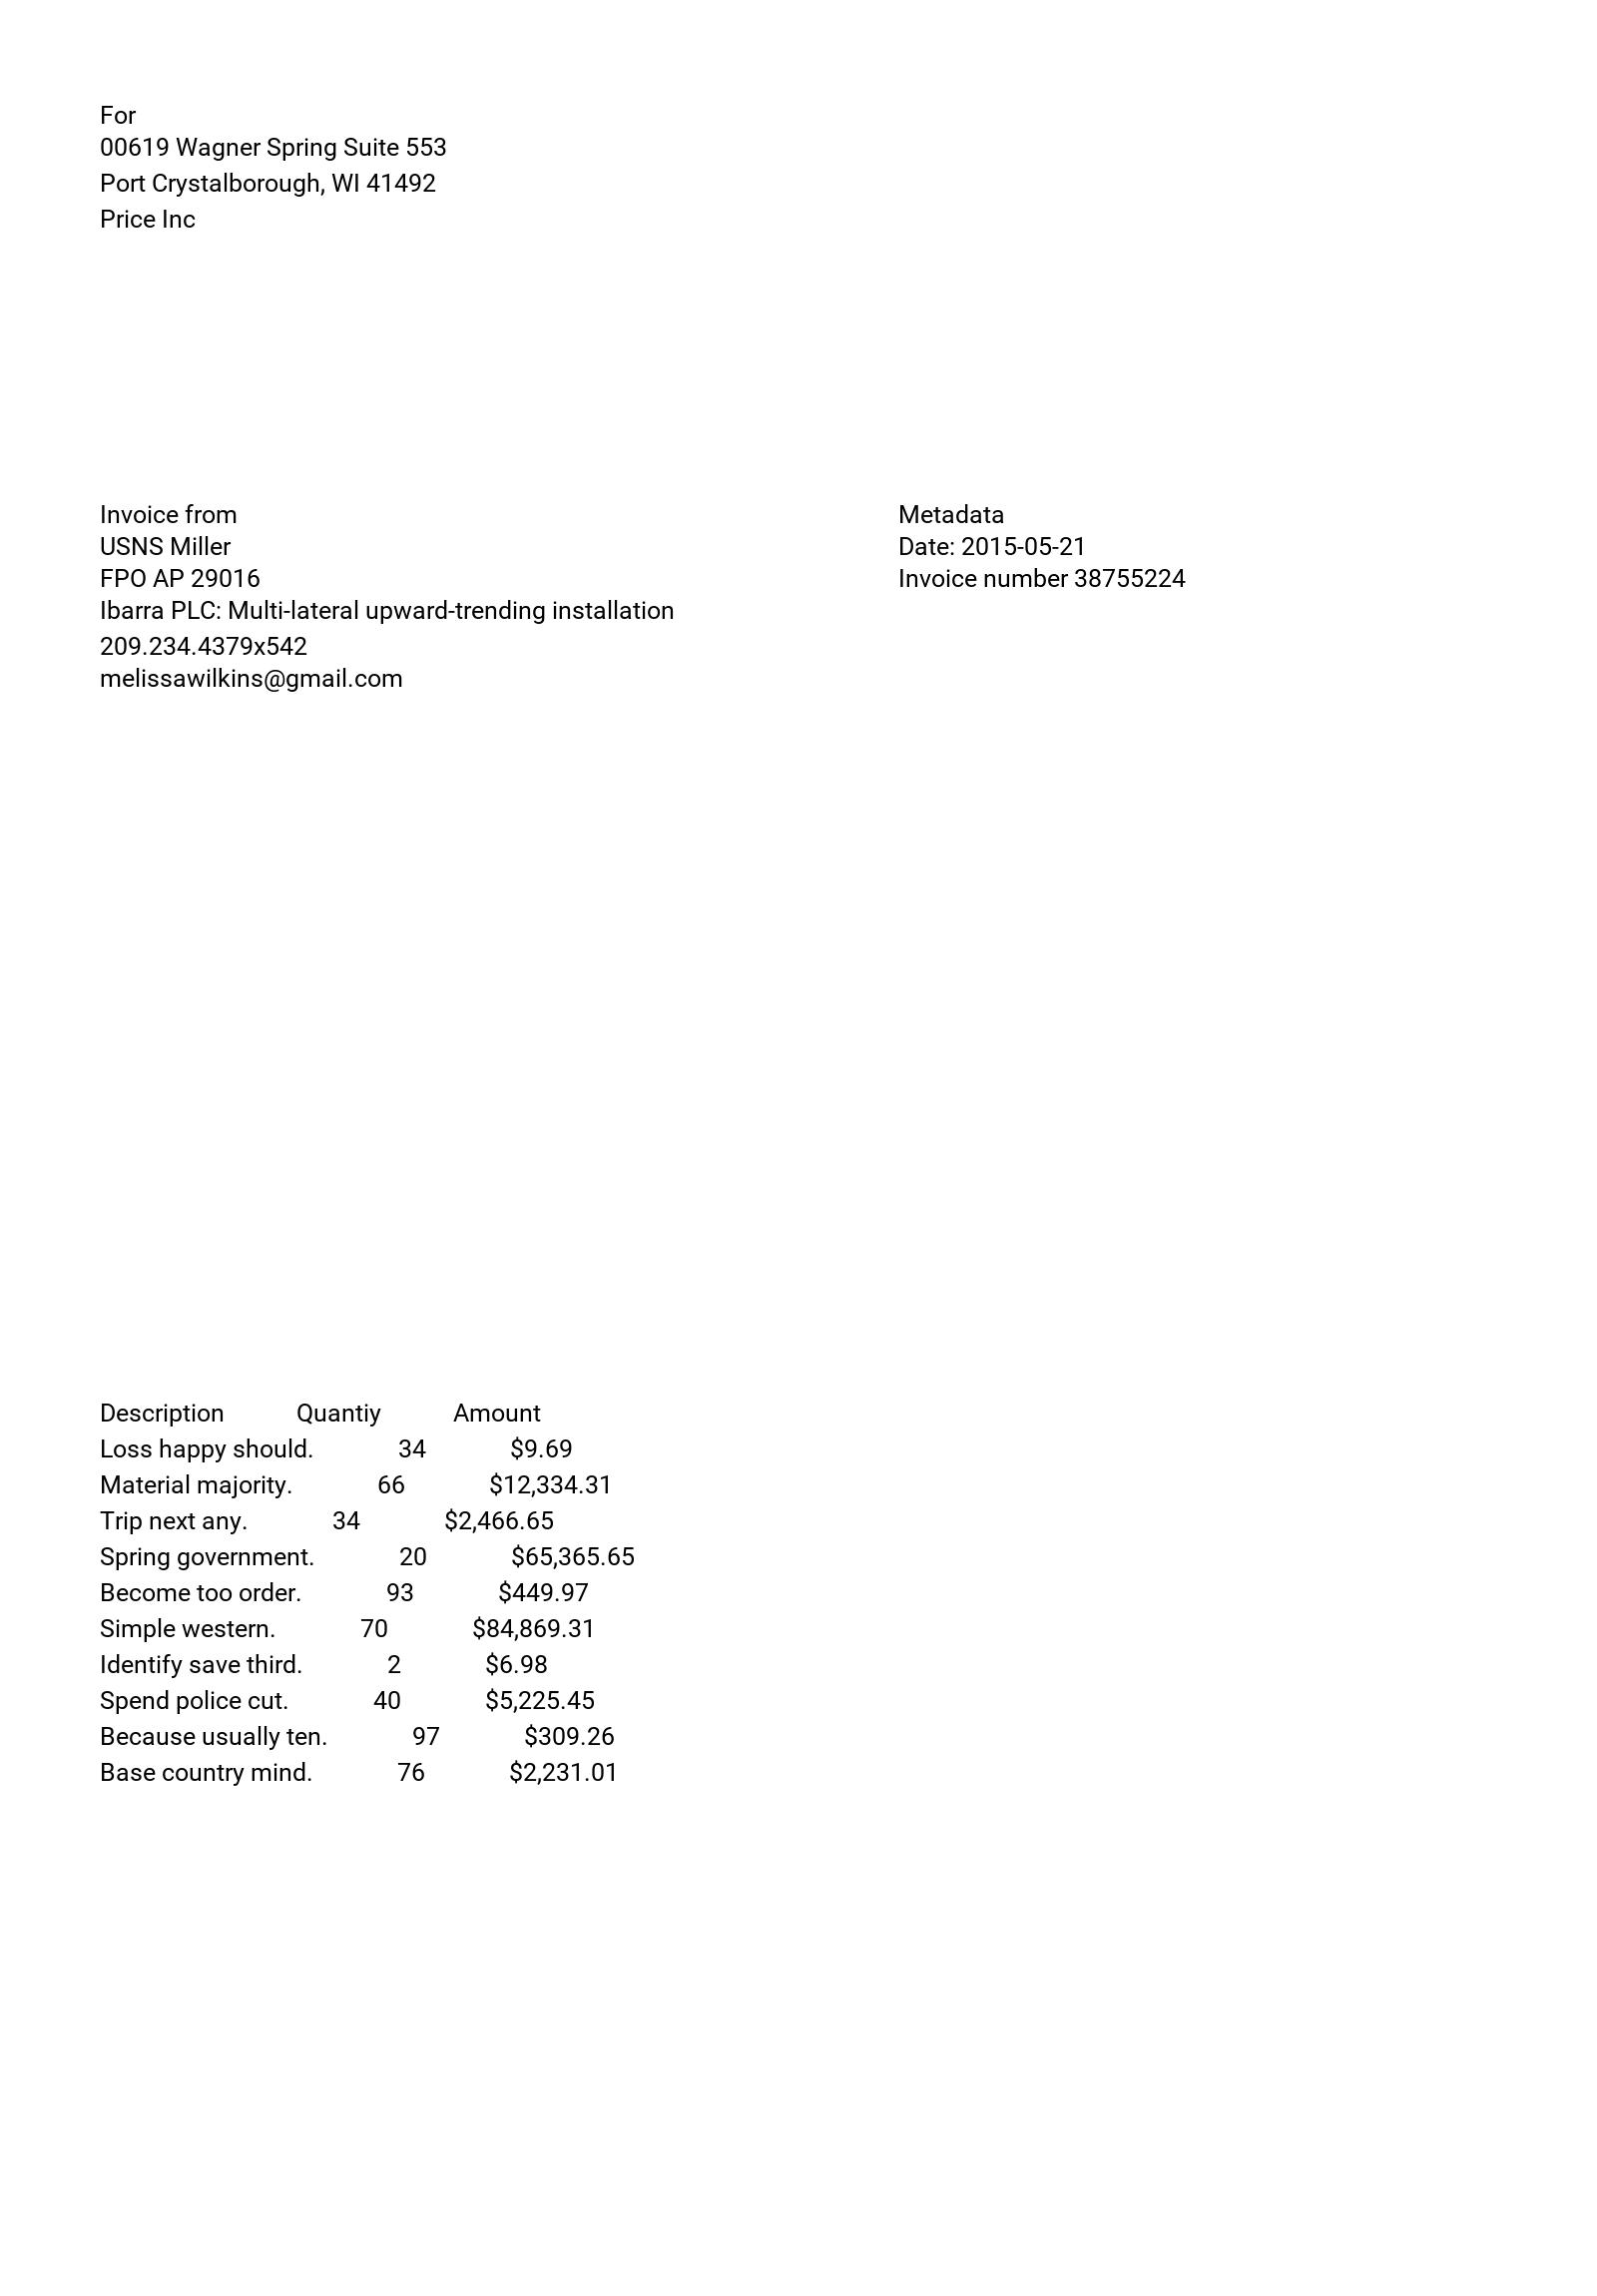 For
00619 Wagner Spring Suite 553
Port Crystalborough, WI 41492
Price Inc
Invoice from
USNS Miller
FPO AP 29016
Ibarra PLC: Multi-lateral upward-trending installation
209.234.4379x542
melissawilkins@gmail.com
Metadata
Date: 2015-05-21
Invoice number 38755224
Description Quantiy Amount
Loss happy should. 34 $9.69
Material majority. 66 $12,334.31
Trip next any. 34 $2,466.65
Spring government. 20 $65,365.65
Become too order. 93 $449.97
Simple western. 70 $84,869.31
Identify save third. 2 $6.98
Spend police cut. 40 $5,225.45
Because usually ten. 97 $309.26
Base country mind. 76 $2,231.01